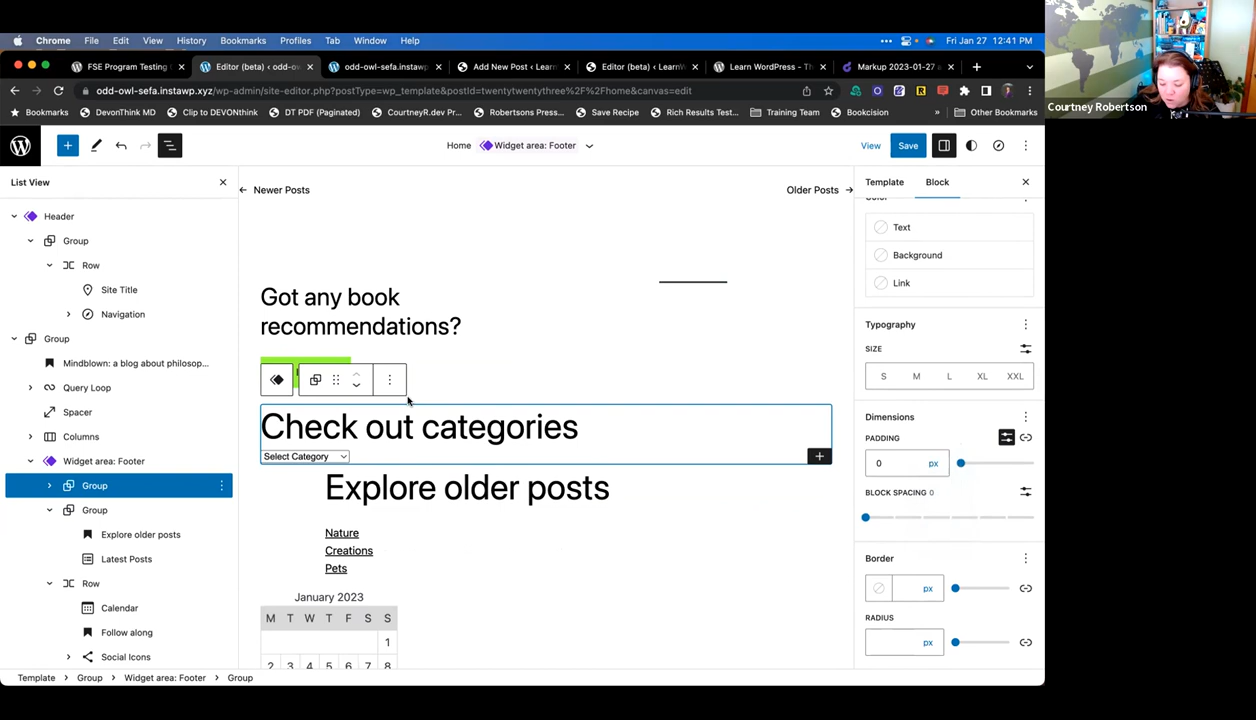 Chrome File Edit View History Bookmarks Profiles Tab Window Help Fri Jan 27 12:41 PM
FSE Program Testing Editor (beta) ‹ odd-ow odd-owl-sefa.instawp Add New Post ‹ Learn Editor (beta) ‹ LearnW Learn WordPress - Th Markup 2023-01-27 a
odd-owl-sefa.instawp.xyz/wp-admin/site-editor.php?postType=wp_template&postId=twentytwentythree%2F%2Fhome&canvas=edit
Bookmarks DevonThink MD Clip to DEVONthink DT PDF (Paginated) CourtneyR.dev Pr... Robertsons Press... Save Recipe Rich Results Test... Training Team Bookcision » Other Bookmarks
Courtney Robertson
Home Widget area: Footer View Save
List View
Header
Group
Row
Site Title
Navigation
Group
Mindblown: a blog about philosop...
Query Loop
Spacer
Columns
Widget area: Footer
Group
Group
Explore older posts
Latest Posts
Row
Calendar
Follow along
Social Icons
← Newer Posts Older Posts →
Got any book
recommendations?
Check out categories
Select Category
Explore older posts
Nature
Creations
Pets
January 2023
M T W T F S S
1
2 3 4 5 6 7 8
Template Block
Color
Text
Background
Link
Typography
SIZE
S M L XL XXL
Dimensions
PADDING
0 px
BLOCK SPACING 0
Border
px
RADIUS
px
Template > Group > Widget area: Footer > Group